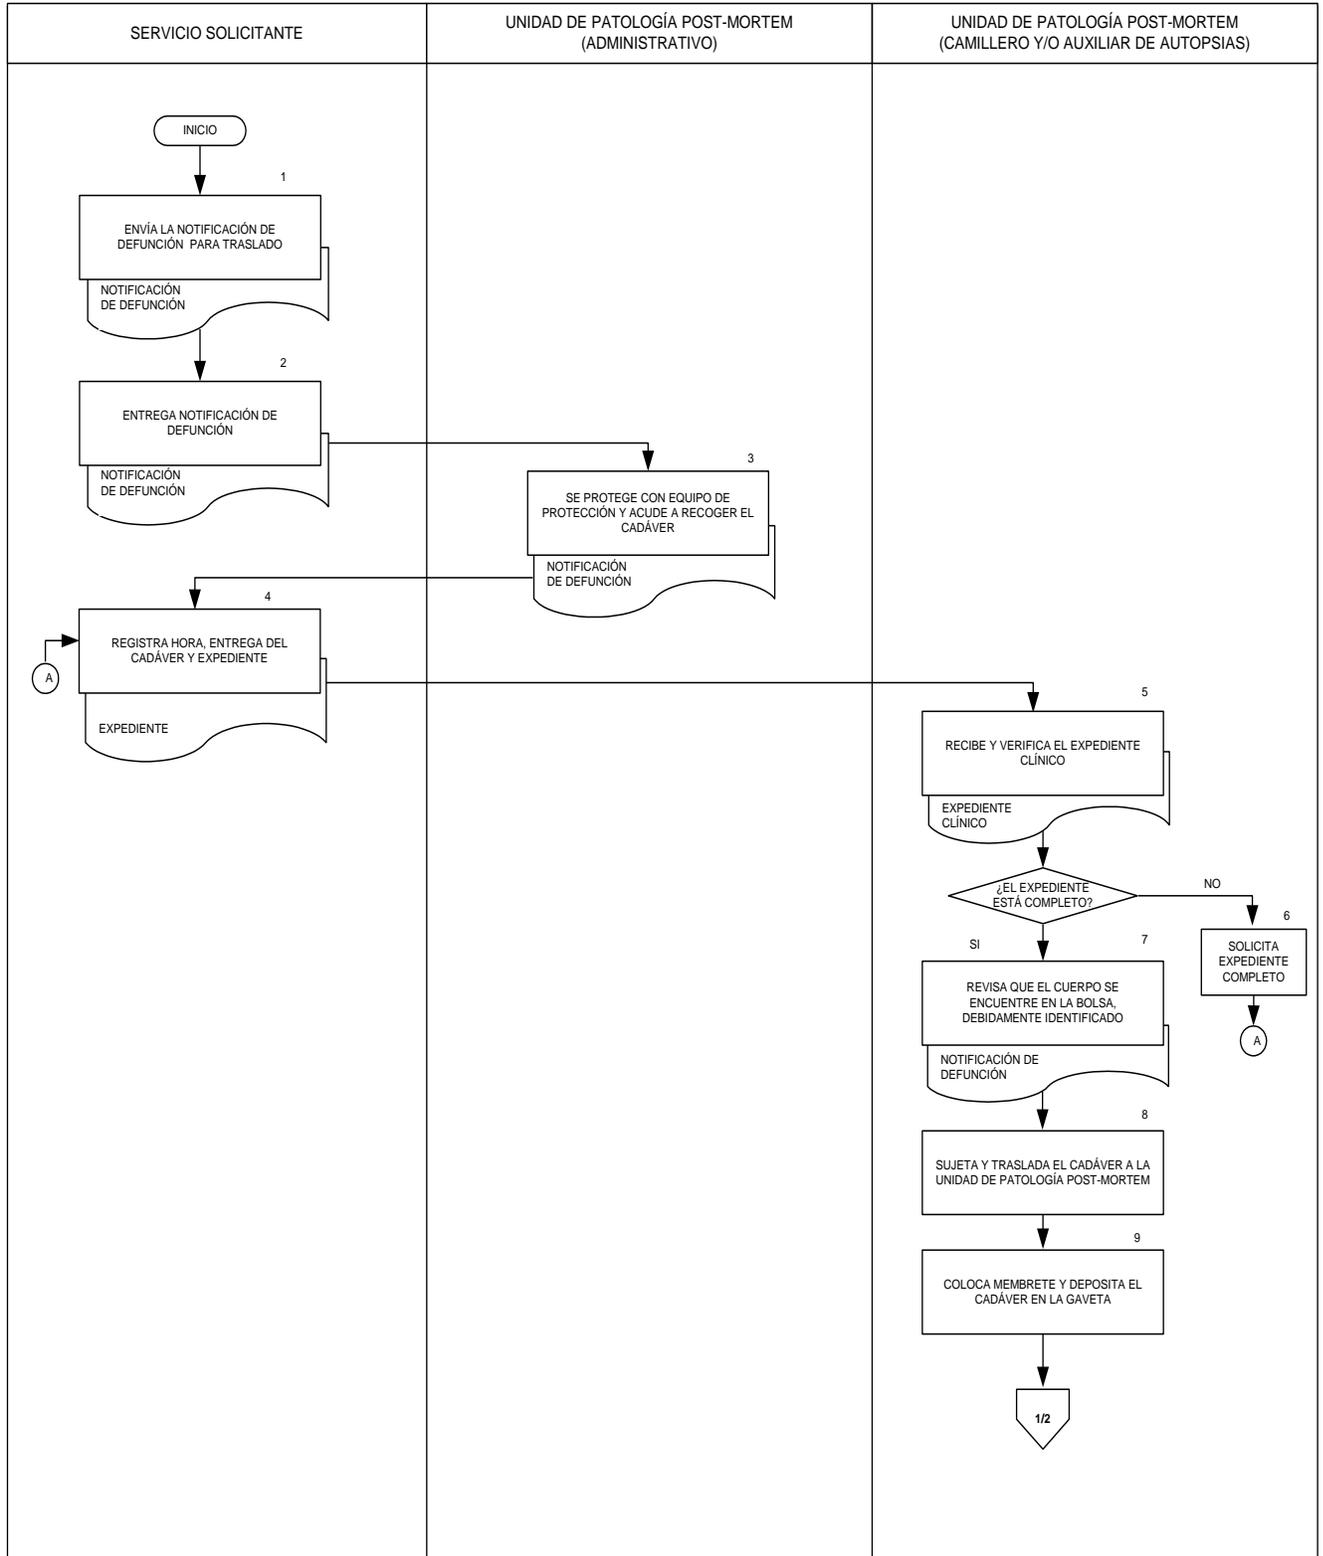 SERVICIO SOLICITANTE
UNIDAD DE PATOLOGÍA POST-MORTEM
(ADMINISTRATIVO)
UNIDAD DE PATOLOGÍA POST-MORTEM
(CAMILLERO Y/O AUXILIAR DE AUTOPSIAS)
INICIO
1
ENVÍA LA NOTIFICACIÓN DE
DEFUNCIÓN PARA TRASLADO
NOTIFICACIÓN
DE DEFUNCIÓN
2
ENTREGA NOTIFICACIÓN DE
DEFUNCIÓN
NOTIFICACIÓN
DE DEFUNCIÓN
3
SE PROTEGE CON EQUIPO DE
PROTECCIÓN Y ACUDE A RECOGER EL
CADÁVER
NOTIFICACIÓN
DE DEFUNCIÓN
4
REGISTRA HORA, ENTREGA DEL
CADÁVER Y EXPEDIENTE
A
EXPEDIENTE
5
RECIBE Y VERIFICA EL EXPEDIENTE
CLÍNICO
EXPEDIENTE
CLÍNICO
¿EL EXPEDIENTE
ESTÁ COMPLETO?
NO
6
SOLICITA
EXPEDIENTE
COMPLETO
A
SI
7
REVISA QUE EL CUERPO SE
ENCUENTRE EN LA BOLSA,
DEBIDAMENTE IDENTIFICADO
NOTIFICACIÓN DE
DEFUNCIÓN
8
SUJETA Y TRASLADA EL CADÁVER A LA
UNIDAD DE PATOLOGÍA POST-MORTEM
9
COLOCA MEMBRETE Y DEPOSITA EL
CADÁVER EN LA GAVETA
1/2